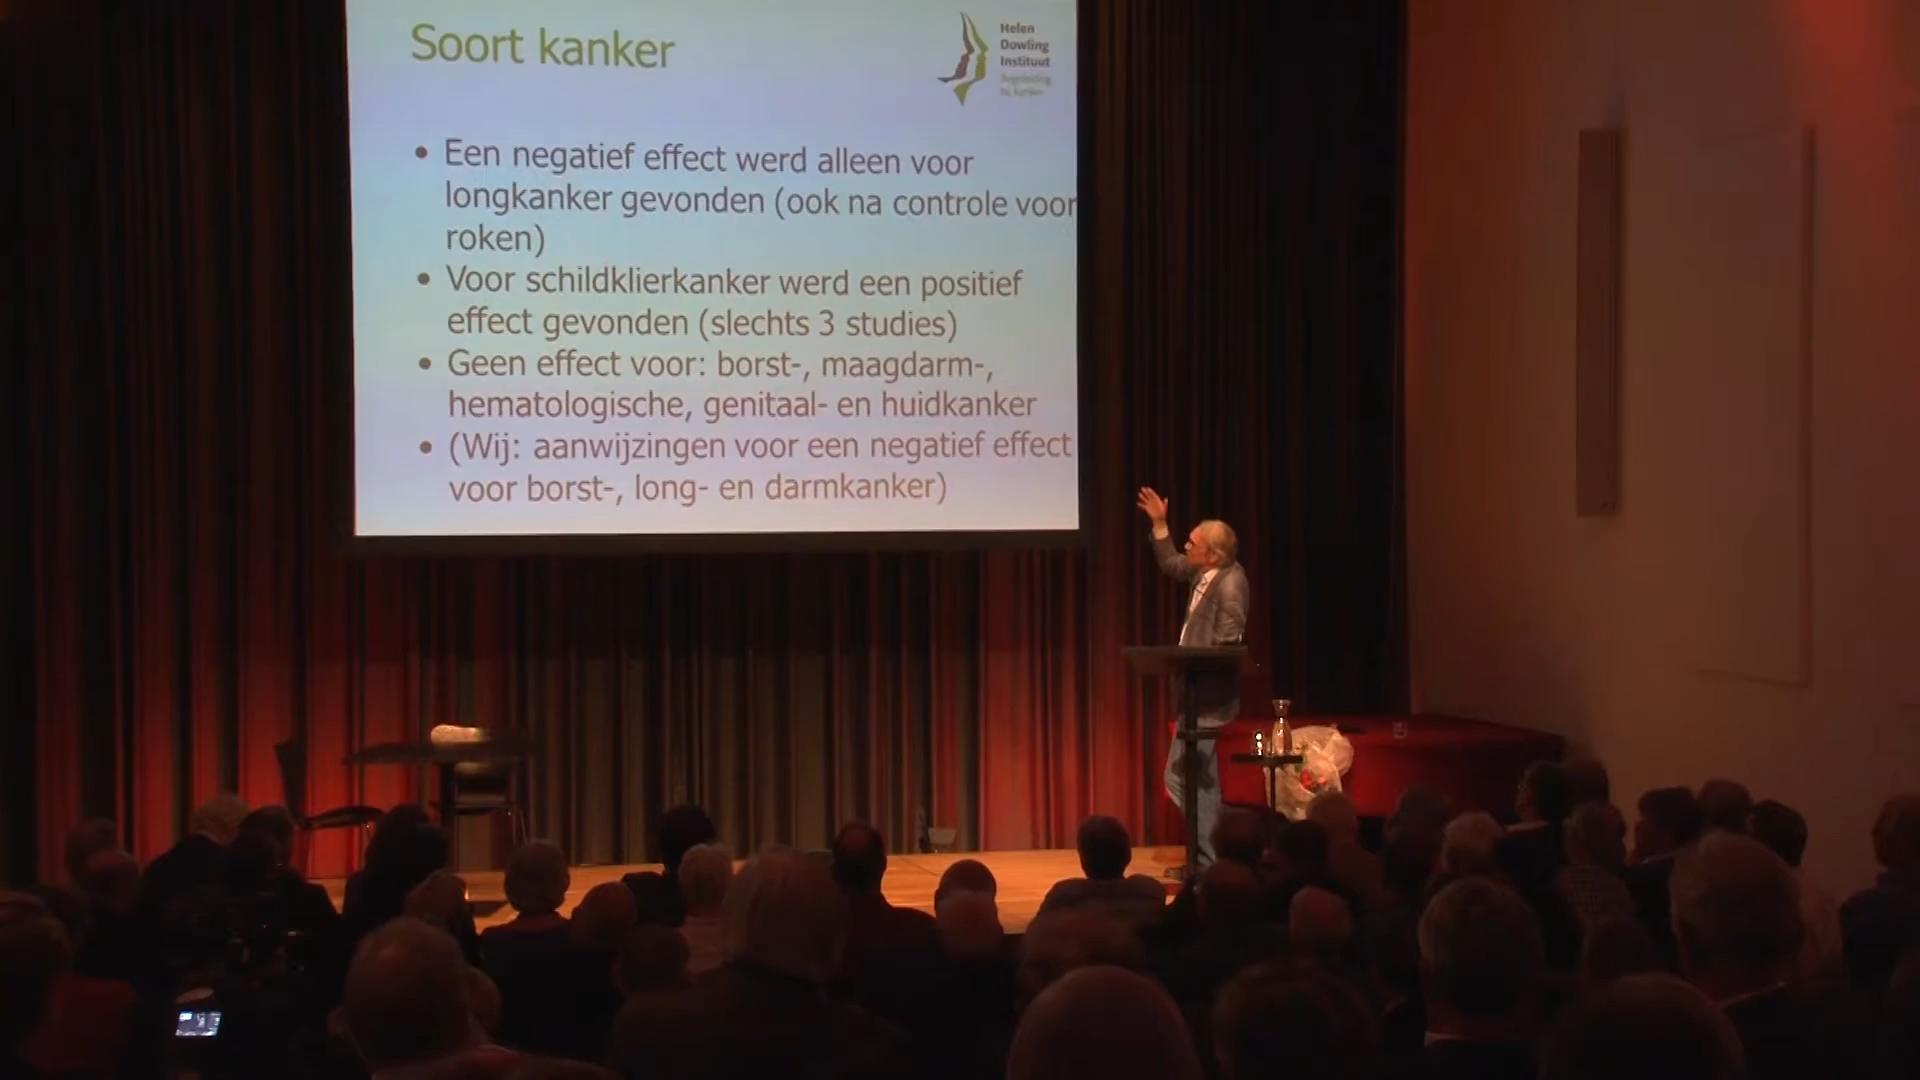 Soort kanker
Helen
Dowling
Instituut
• Een negatief effect werd alleen voor
longkanker gevonden (ook na controle voor
roken)
• Voor schildklierkanker werd een positief
effect gevonden (slechts 3 studies)
• Geen effect voor: borst-, maagdarm-,
hematologische, genitaal- en huidkanker
• (Wij: aanwijzingen voor een negatief effect
voor borst-, long- en darmkanker)